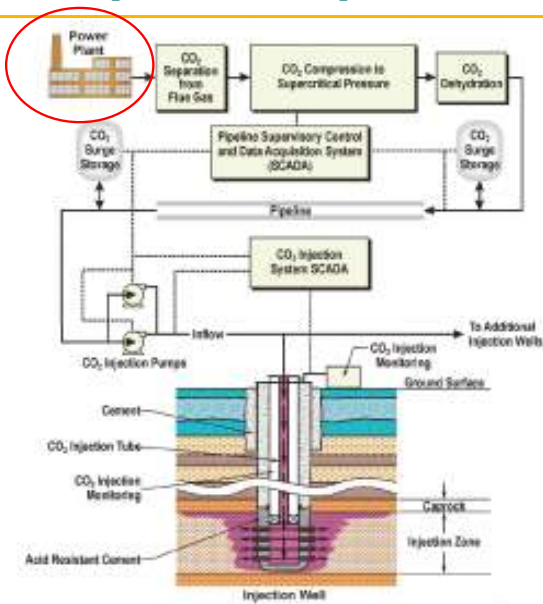 Power
Plant
CO₂
Separation
from
Flue Gas
CO₂ Compression to
Supercritical Pressure
CO₂
Dehydration
CO₂
Surge
Storage
Pipeline Supervisory Control
and Data Acquisition System
(SCADA)
CO₂
Surge
Storage
Pipeline
CO₂ Injection
System SCADA
Inflow
To Additional
Injection Wells
CO₂ Injection Pumps
CO₂ Injection
Monitoring
Ground Surface
Cement
CO₂ Injection Tube
CO₂ Injection
Monitoring
Caprock
Injection Zone
Acid Resistant Cement
Injection Well